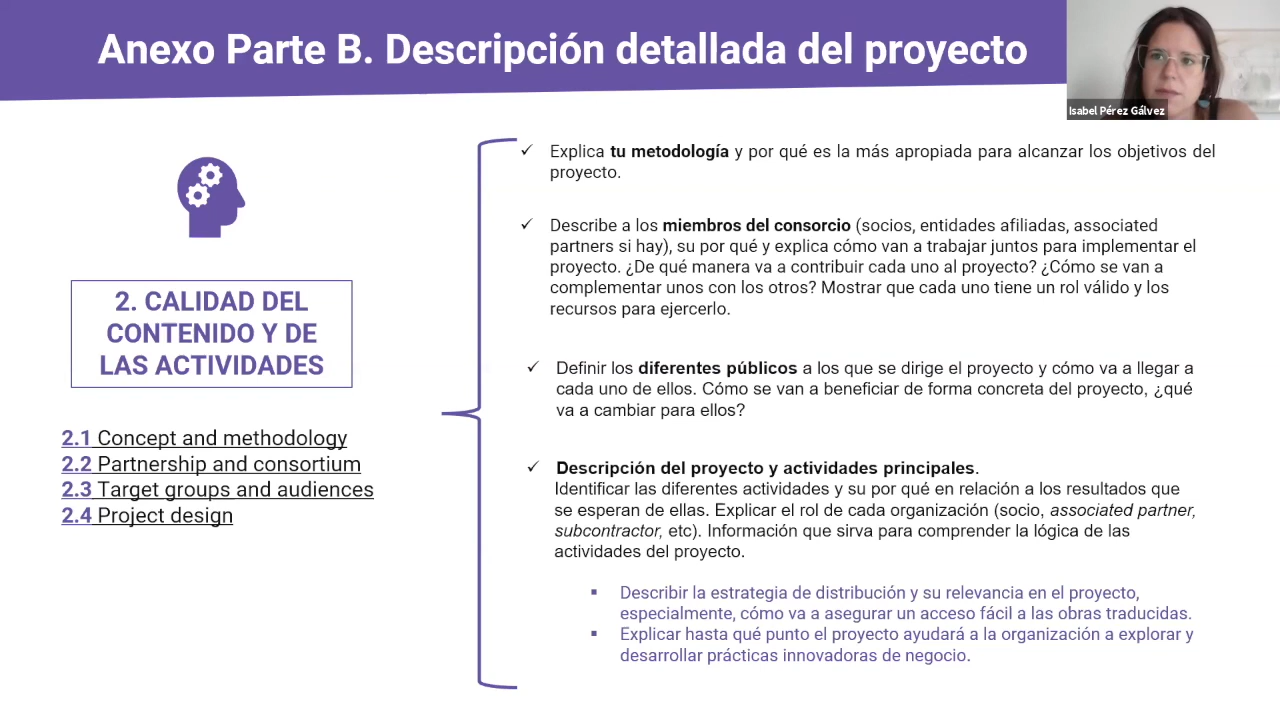 Anexo Parte B. Descripción detallada del proyecto
Isabel Pérez Gálvez
2. CALIDAD DEL
CONTENIDO Y DE
LAS ACTIVIDADES
2.1 Concept and methodology
2.2 Partnership and consortium
2.3 Target groups and audiences
2.4 Project design
✓ Explica tu metodología y por qué es la más apropiada para alcanzar los objetivos del
proyecto.
✓ Describe a los miembros del consorcio (socios, entidades afiliadas, associated
partners si hay), su por qué y explica cómo van a trabajar juntos para implementar el
proyecto. ¿De qué manera va a contribuir cada uno al proyecto? ¿Cómo se van a
complementar unos con los otros? Mostrar que cada uno tiene un rol válido y los
recursos para ejercerlo.
✓ Definir los diferentes públicos a los que se dirige el proyecto y cómo va a llegar a
cada uno de ellos. Cómo se van a beneficiar de forma concreta del proyecto, ¿qué
va a cambiar para ellos?
✓ Descripción del proyecto y actividades principales.
Identificar las diferentes actividades y su por qué en relación a los resultados que
se esperan de ellas. Explicar el rol de cada organización (socio, associated partner,
subcontractor, etc). Información que sirva para comprender la lógica de las
actividades del proyecto.
▪ Describir la estrategia de distribución y su relevancia en el proyecto,
especialmente, cómo va a asegurar un acceso fácil a las obras traducidas.
▪ Explicar hasta qué punto el proyecto ayudará a la organización a explorar y
desarrollar prácticas innovadoras de negocio.